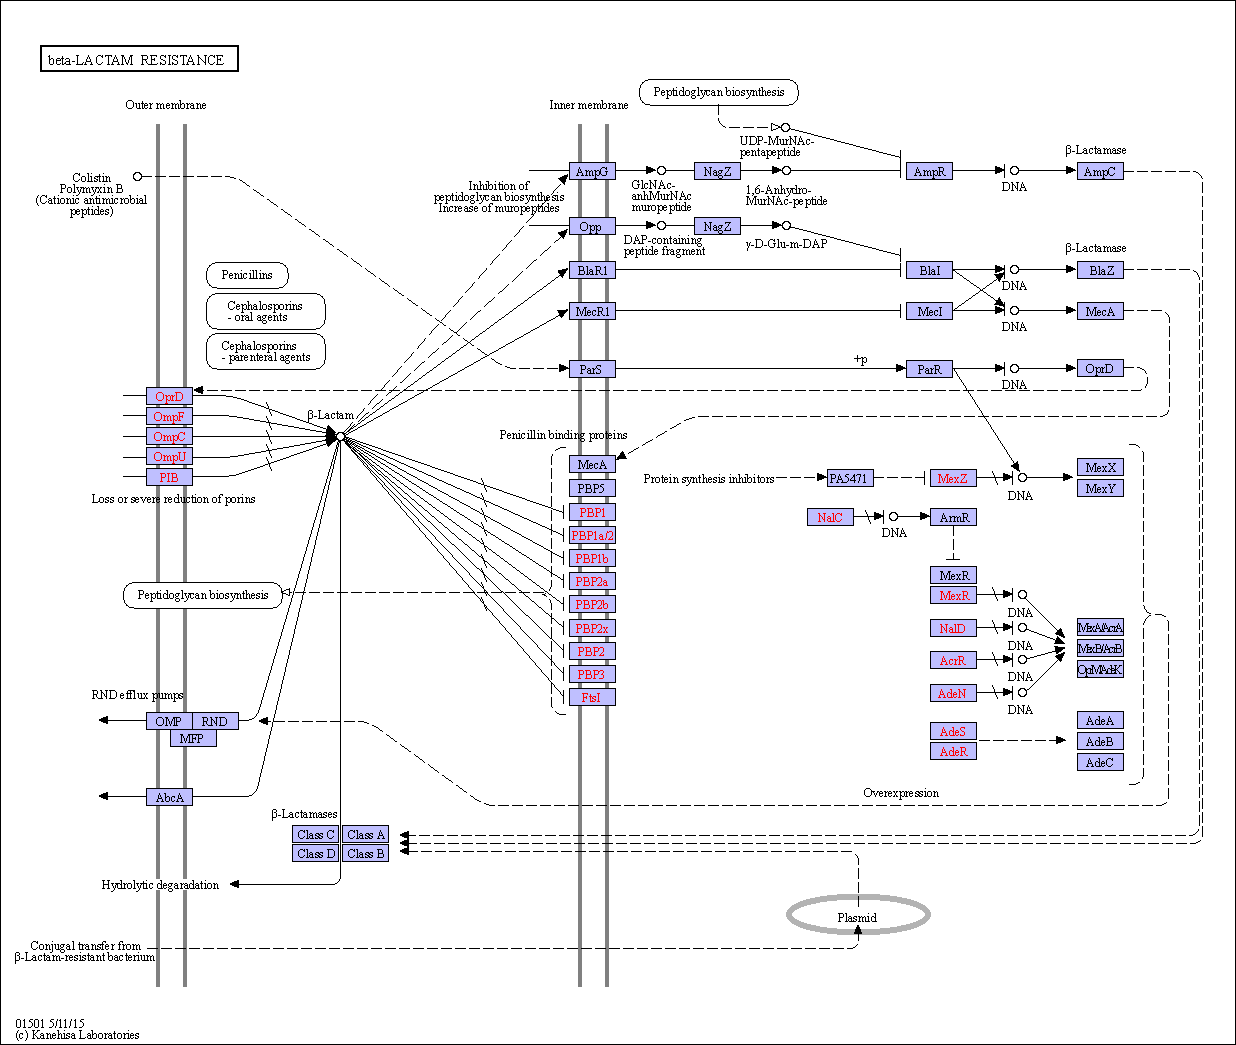 beta-LACTAM RESISTANCE
Outer membrane
Inner membrane
Peptidoglycan biosynthesis
UDP-MurNAc-
pentapeptide
β-Lactamase
Colistin
Polymyxin B
(Cationic antimicrobial
peptides)
Inhibition of
peptidoglycan biosynthesis
Increase of muropeptides
AmpG
GlcNAc-
anhMurNAc
muropeptide
NagZ
1,6-Anhydro-
MurNAc-peptide
AmpR
DNA
AmpC
Opp
DAP-containing
peptide fragment
NagZ
γ-D-Glu-m-DAP
β-Lactamase
Penicillins
Cephalosporins
- oral agents
Cephalosporins
- parenteral agents
BlaR1
BlaI
DNA
BlaZ
MecR1
MecI
DNA
MecA
ParS
+p
ParR
DNA
OprD
OprD
OmpF
OmpC
OmpU
PIB
Loss or severe reduction of porins
β-Lactam
Penicillin binding proteins
MecA
PBP5
PBP1
PBP1a/2
PBP1b
PBP2a
PBP2b
PBP2x
PBP2
PBP3
FtsI
Protein synthesis inhibitors
PA5471
MexZ
DNA
MexX
MexY
NalC
DNA
ArmR
MexR
MexR
DNA
NalD
DNA
AcrR
DNA
AdeN
DNA
MexA/AcrA
MexB/AcrB
OprM/AdeK
AdeS
AdeR
AdeA
AdeB
AdeC
Peptidoglycan biosynthesis
RND efflux pumps
OMP
RND
MFP
AbcA
Overexpression
β-Lactamases
Class C
Class A
Class D
Class B
Hydrolytic degaradation
Plasmid
Conjugal transfer from
β-Lactam-resistant bacterium
01501 5/11/15
(c) Kanehisa Laboratories